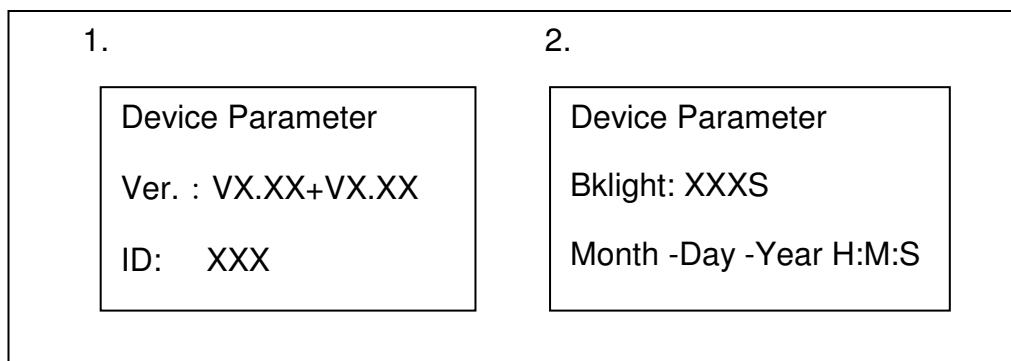 1.
Device Parameter
Ver. : VX.XX+VX.XX
ID: XXX
2.
Device Parameter
Bklight: XXXS
Month -Day -Year H:M:S